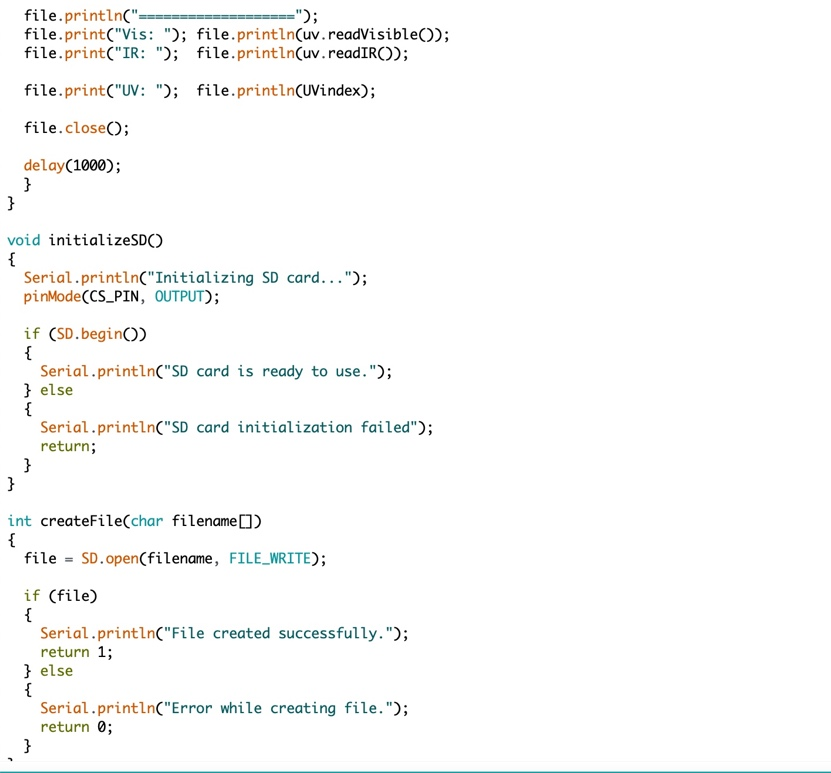 file.println("===================");
file.print("Vis: "); file.println(uv.readVisible());
file.print("IR: ");  file.println(uv.readIR());
file.print("UV: ");  file.println(UVindex);
file.close();
delay(1000);
}
}
void initializeSD()
{
Serial.println("Initializing SD card...");
pinMode(CS_PIN, OUTPUT);
if (SD.begin())
{
Serial.println("SD card is ready to use.");
} else
{
Serial.println("SD card initialization failed");
return;
}
}
int createFile(char filename[])
{
file = SD.open(filename, FILE_WRITE);
if (file)
{
Serial.println("File created successfully.");
return 1;
} else
{
Serial.println("Error while creating file.");
return 0;
}